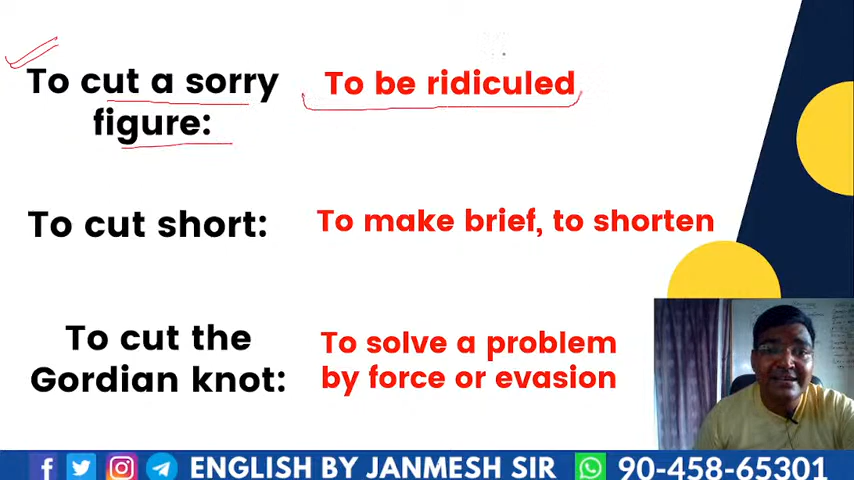 To cut a sorry
figure:
To be ridiculed
To cut short:
To make brief, to shorten
To cut the
Gordian knot:
To solve a problem
by force or evasion
ENGLISH BY JANMESH SIR
90-458-65301